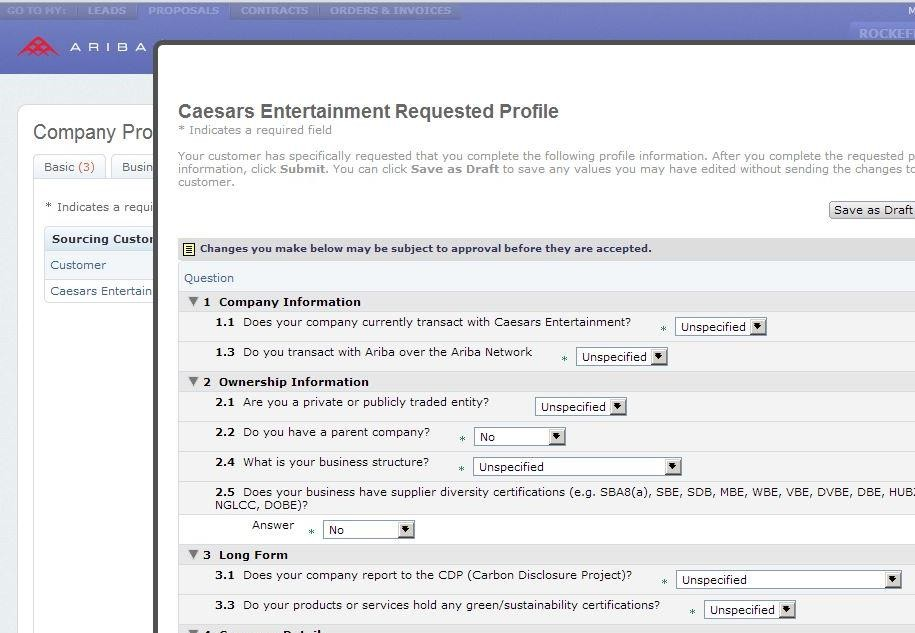 GO TO MY: LEADS PROPOSALS CONTRACTS ORDERS & INVOICES
ARIBA
Company Pro
Basic (3) Busin
* Indicates a requi
Sourcing Custor
Customer
Caesars Entertain
Caesars Entertainment Requested Profile
* Indicates a required field
Your customer has specifically requested that you complete the following profile information. After you complete the requested p
information, click Submit. You can click Save as Draft to save any values you may have edited without sending the changes to
customer.
Save as Draft
Changes you make below may be subject to approval before they are accepted.
Question
1 Company Information
1.1 Does your company currently transact with Caesars Entertainment? * Unspecified
1.3 Do you transact with Ariba over the Ariba Network * Unspecified
2 Ownership Information
2.1 Are you a private or publicly traded entity? Unspecified
2.2 Do you have a parent company? * No
2.4 What is your business structure? * Unspecified
2.5 Does your business have supplier diversity certifications (e.g. SBA8(a), SBE, SDB, MBE, WBE, VBE, DVBE, DBE, HUBZ
NGLCC, DOBE)?
Answer * No
3 Long Form
3.1 Does your company report to the CDP (Carbon Disclosure Project)? * Unspecified
3.3 Do your products or services hold any green/sustainability certifications? * Unspecified